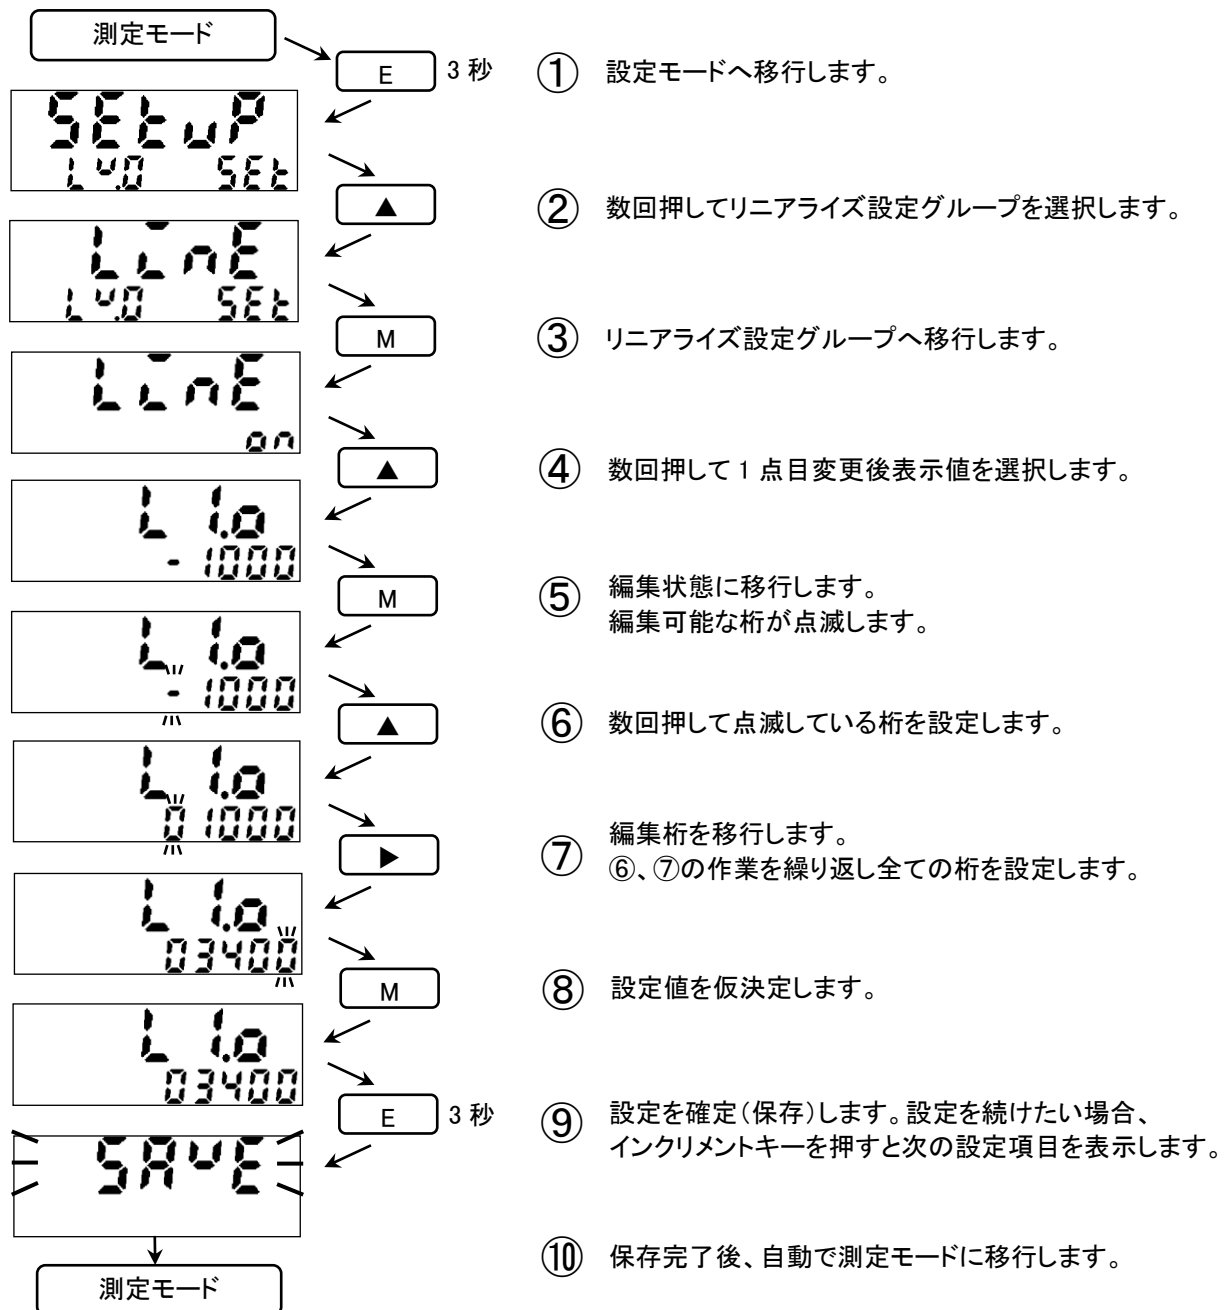 測定モード
E 3 秒 ① 設定モードへ移行します。
SEtuP
Lv.0 SEt
▲ ② 数回押してリニアライズ設定グループを選択します。
LinE
Lv.0 SEt
M ③ リニアライズ設定グループへ移行します。
LinE
on
▲ ④ 数回押して 1 点目変更後表示値を選択します。
L 1.o
- 1000
M ⑤ 編集状態に移行します。
編集可能な桁が点滅します。
L 1.o
- 1000
▲ ⑥ 数回押して点滅している桁を設定します。
L 1.o
0 1000
▶ ⑦ 編集桁を移行します。
⑥、⑦の作業を繰り返し全ての桁を設定します。
L 1.o
03400
M ⑧ 設定値を仮決定します。
L 1.o
03400
E 3 秒 ⑨ 設定を確定(保存)します。設定を続けたい場合、
インクリメントキーを押すと次の設定項目を表示します。
SAvE
⑩ 保存完了後、自動で測定モードに移行します。
測定モード